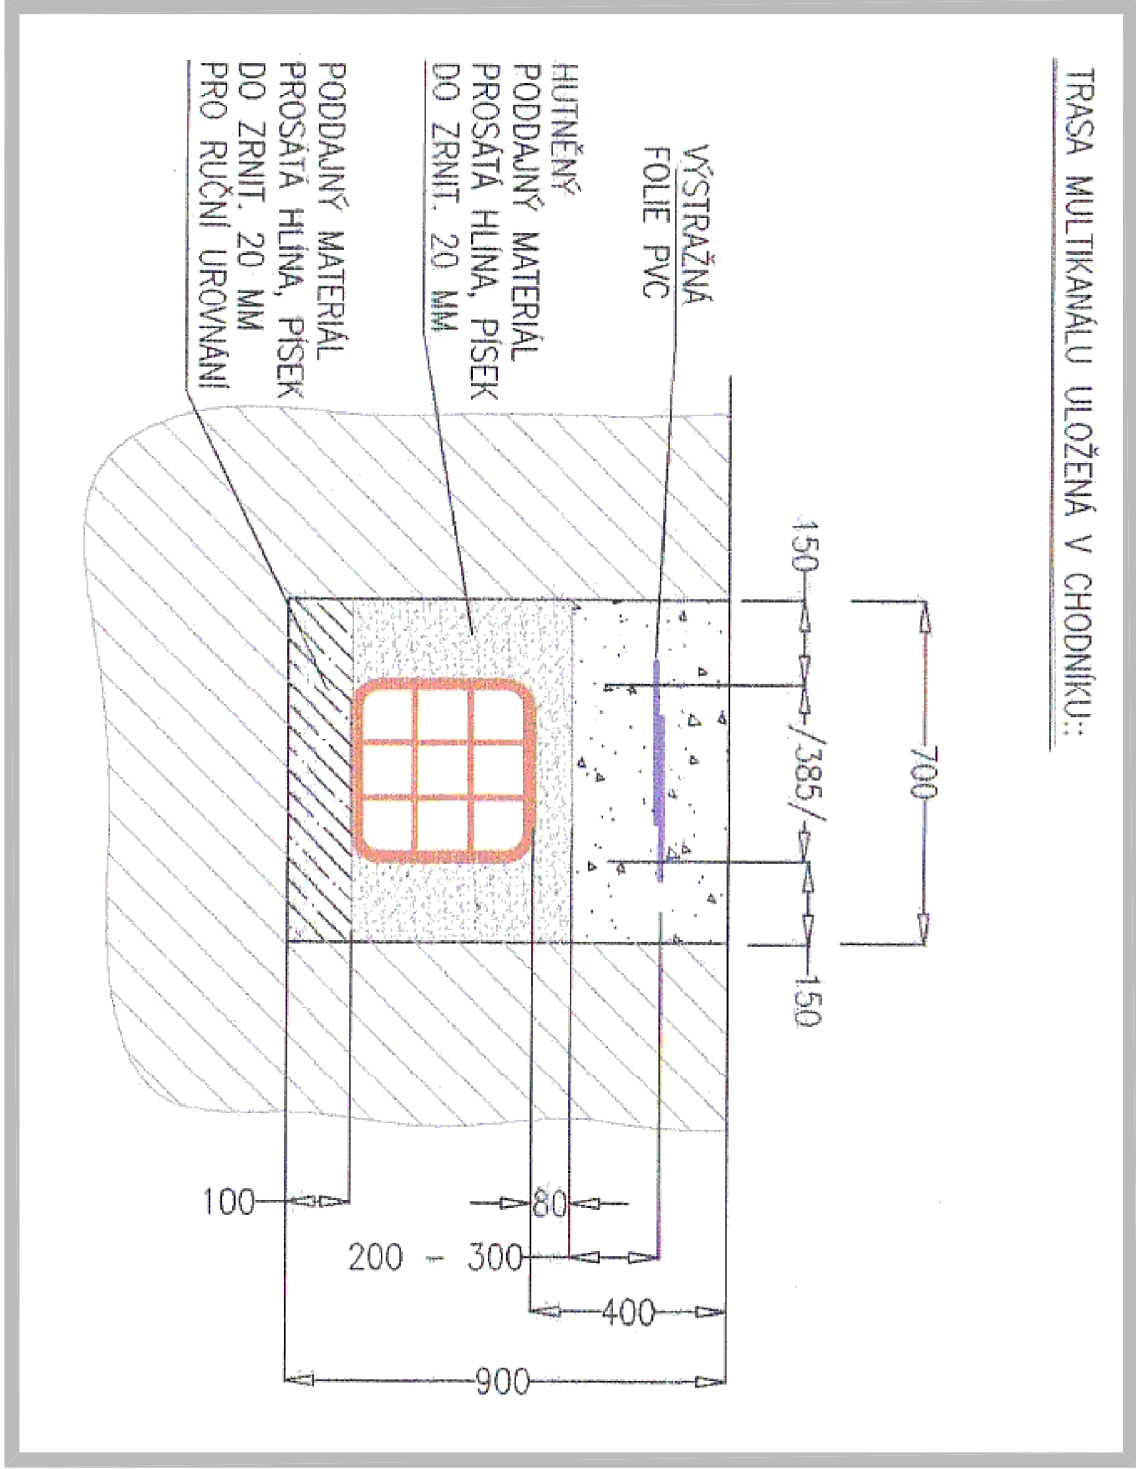 TRASA MULTIKANÁLU ULOŽENÁ V CHODNÍKU::
700
150
/385/
150
VÝSTRAŽNÁ
FOLIE PVC
HUTNĚNÝ
PODDAJNÝ MATERIÁL
PROSÁTÁ HLÍNA, PÍSEK
DO ZRNIT. 20 MM
PODDAJNÝ MATERIÁL
PROSÁTÁ HLÍNA, PÍSEK
DO ZRNIT. 20 MM
PRO RUČNÍ UROVNÁNÍ
100
80
200 - 300
400
900